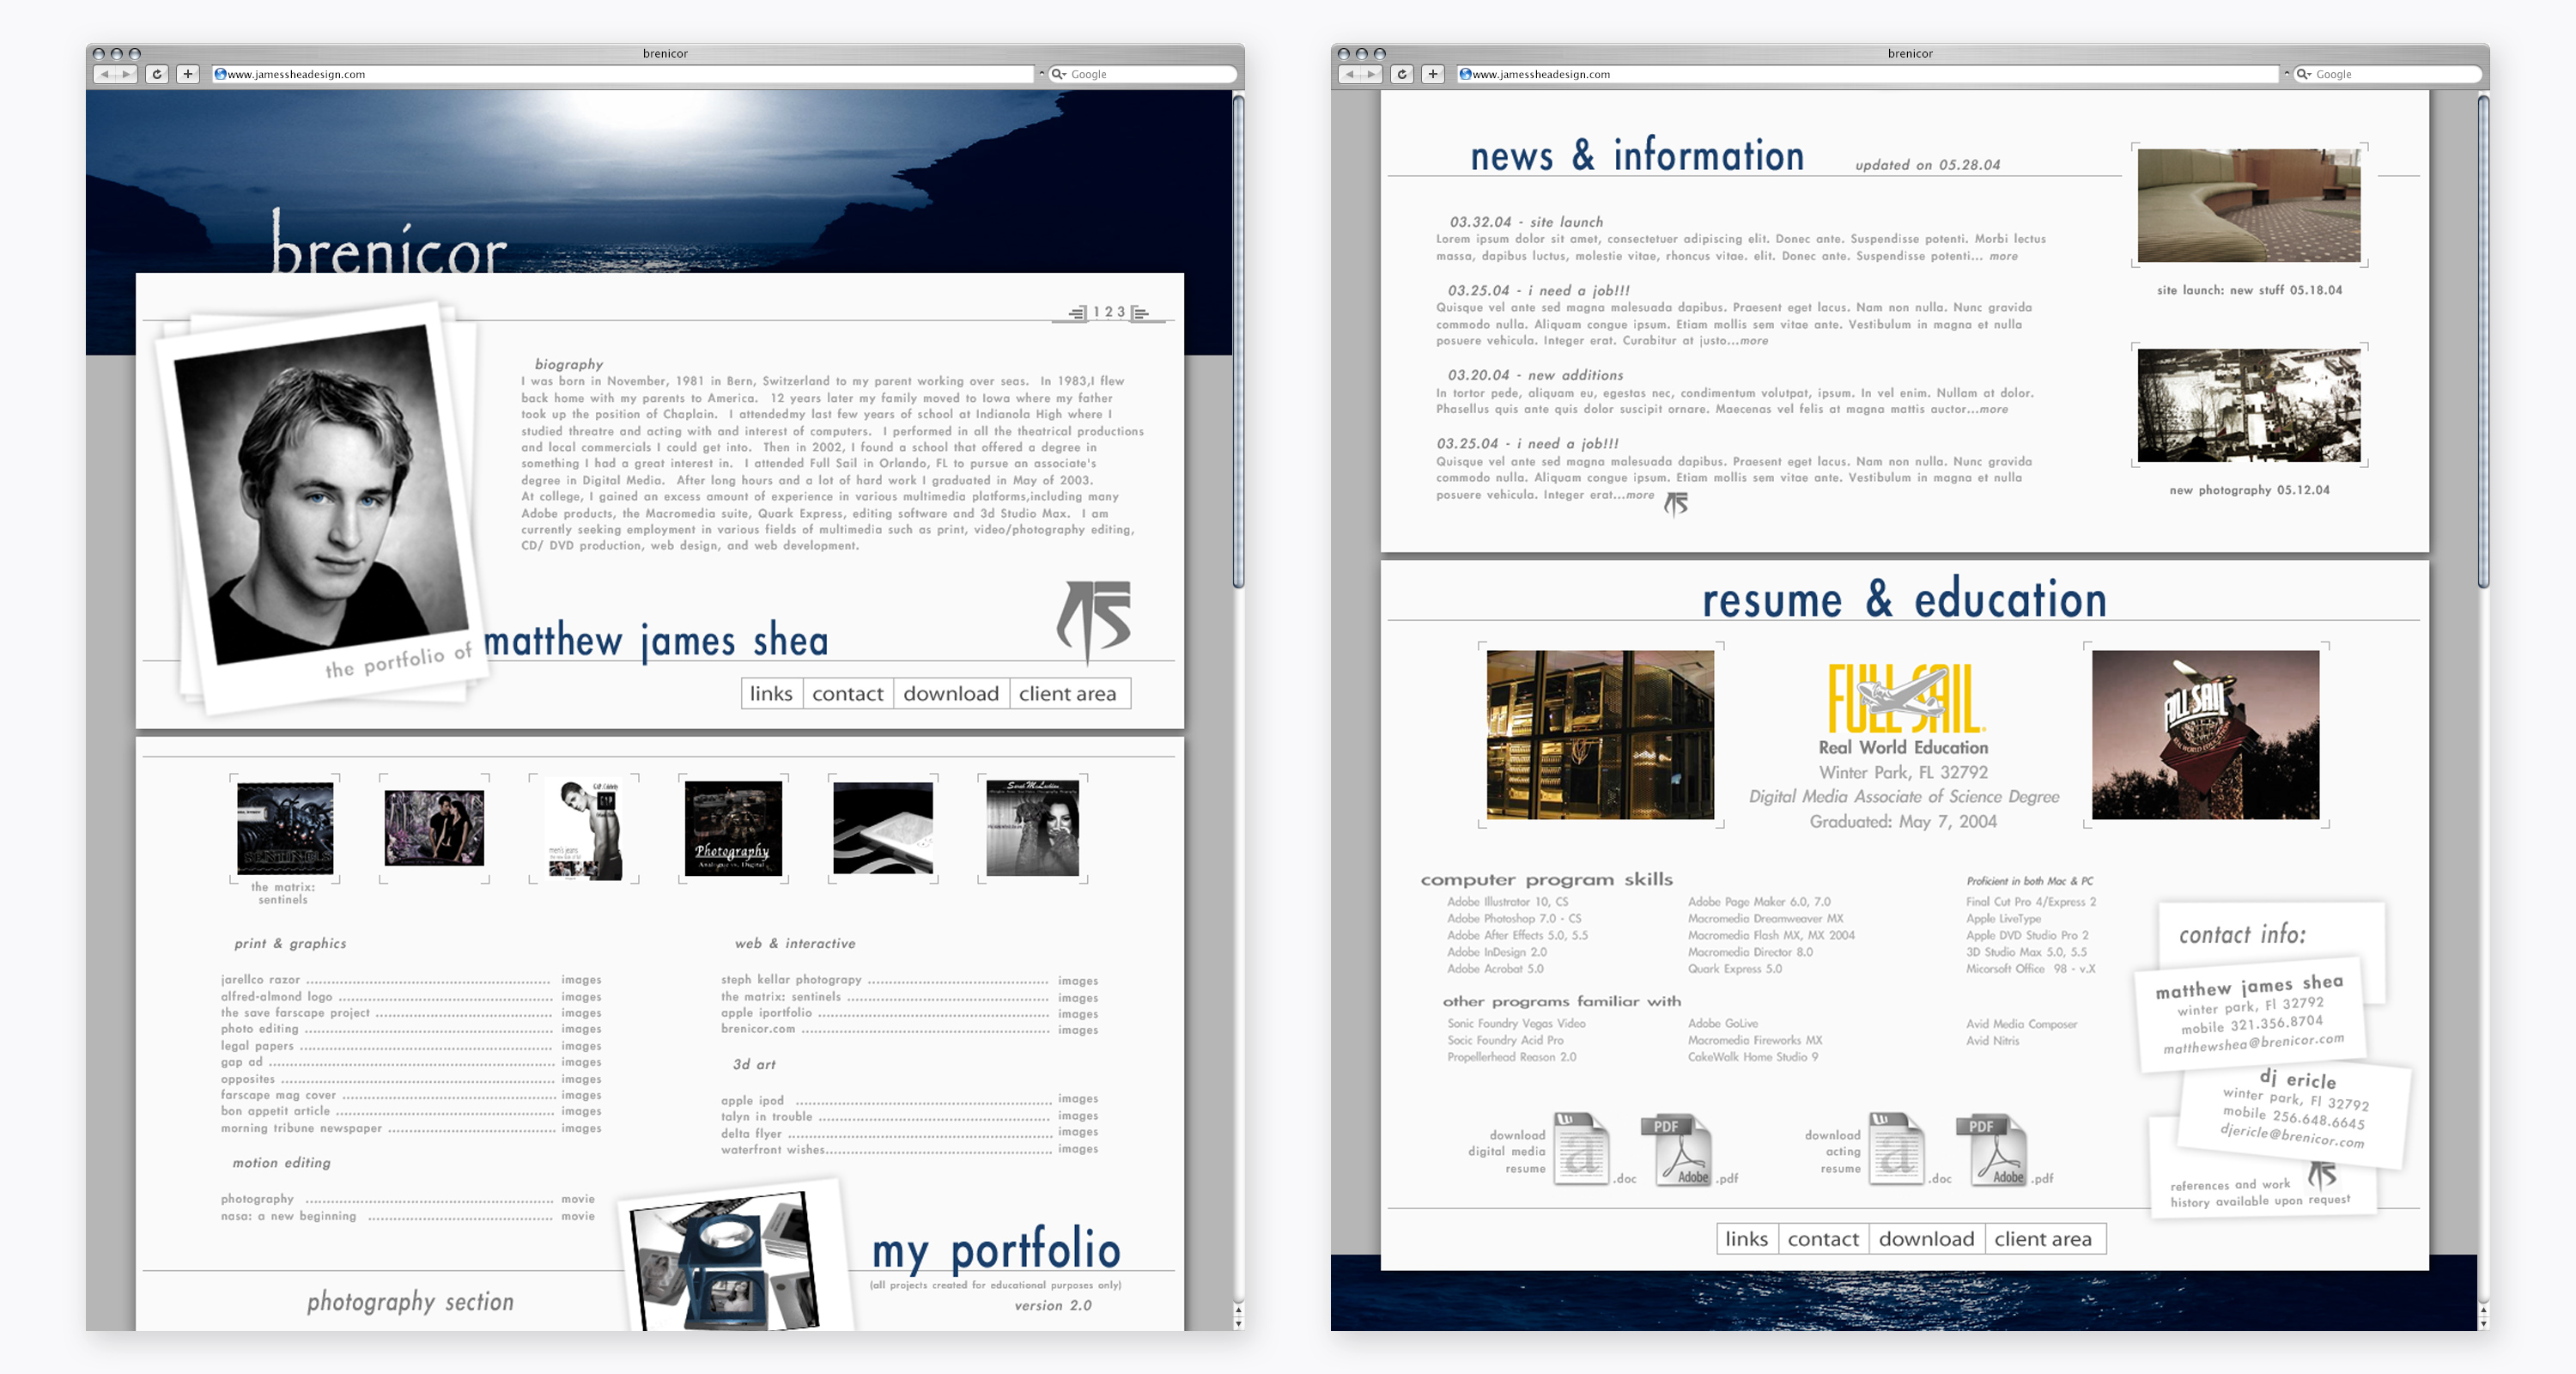 brenicor
www.jamessheadesign.com
Google
brenicor
1 2 3
biography
I was born in November, 1981 in Bern, Switzerland to my parent working over seas. In 1983,I flew
back home with my parents to America. 12 years later my family moved to Iowa where my father
took up the position of Chaplain. I attendedmy last few years of school at Indianola High where I
studied threatre and acting with and interest of computers. I performed in all the theatrical productions
and local commercials I could get into. Then in 2002, I found a school that offered a degree in
something I had a great interest in. I attended Full Sail in Orlando, FL to pursue an associate's
degree in Digital Media. After long hours and a lot of hard work I graduated in May of 2003.
At college, I gained an excess amount of experience in various multimedia platforms,including many
Adobe products, the Macromedia suite, Quark Express, editing software and 3d Studio Max. I am
currently seeking employment in various fields of multimedia such as print, video/photography editing,
CD/ DVD production, web design, and web development.
the portfolio of
matthew james shea
links contact download client area
SENTINELS
men's jeans
Photography
Analogue vs. Digital
the matrix:
sentinels
print & graphics
jarellco razor ........ images
alfred-almond logo ........ images
the save farscape project ........ images
photo editing ........ images
legal papers ........ images
gap ad ........ images
opposites ........ images
farscape mag cover ........ images
bon appetit article ........ images
morning tribune newspaper ........ images
motion editing
photography ........ movie
nasa: a new beginning ........ movie
web & interactive
steph kellar photograpy ........ images
the matrix: sentinels ........ images
apple iportfolio ........ images
brenicor.com ........ images
3d art
apple ipod ........ images
talyn in trouble ........ images
delta flyer ........ images
waterfront wishes ........ images
my portfolio
(all projects created for educational purposes only)
version 2.0
photography section
brenicor
www.jamessheadesign.com
Google
news & information
updated on 05.28.04
03.32.04 - site launch
Lorem ipsum dolor sit amet, consectetuer adipiscing elit. Donec ante. Suspendisse potenti. Morbi lectus
massa, dapibus luctus, molestie vitae, rhoncus vitae. elit. Donec ante. Suspendisse potenti... more
03.25.04 - i need a job!!!
Quisque vel ante sed magna malesuada dapibus. Praesent eget lacus. Nam non nulla. Nunc gravida
commodo nulla. Aliquam congue ipsum. Etiam mollis sem vitae ante. Vestibulum in magna et nulla
posuere vehicula. Integer erat. Curabitur at justo...more
03.20.04 - new additions
In tortor pede, aliquam eu, egestas nec, condimentum volutpat, ipsum. In vel enim. Nullam at dolor.
Phasellus quis ante quis dolor suscipit ornare. Maecenas vel felis at magna mattis auctor...more
03.25.04 - i need a job!!!
Quisque vel ante sed magna malesuada dapibus. Praesent eget lacus. Nam non nulla. Nunc gravida
commodo nulla. Aliquam congue ipsum. Etiam mollis sem vitae ante. Vestibulum in magna et nulla
posuere vehicula. Integer erat...more
site launch: new stuff 05.18.04
new photography 05.12.04
resume & education
FULL SAIL
FULL SAIL
REAL WORLD EDUCATION
Real World Education
Winter Park, FL 32792
Digital Media Associate of Science Degree
Graduated: May 7, 2004
computer program skills
Proficient in both Mac & PC
Adobe Illustrator 10, CS
Adobe Photoshop 7.0 - CS
Adobe After Effects 5.0, 5.5
Adobe InDesign 2.0
Adobe Acrobat 5.0
Adobe Page Maker 6.0, 7.0
Macromedia Dreamweaver MX
Macromedia Flash MX, MX 2004
Macromedia Director 8.0
Quark Express 5.0
Final Cut Pro 4/Express 2
Apple LiveType
Apple DVD Studio Pro 2
3D Studio Max 5.0, 5.5
Micorsoft Office 98 - v.X
other programs familiar with
Sonic Foundry Vegas Video
Socic Foundry Acid Pro
Propellerhead Reason 2.0
Adobe GoLive
Macromedia Fireworks MX
CakeWalk Home Studio 9
Avid Media Composer
Avid Nitris
contact info:
matthew james shea
winter park, Fl 32792
mobile 321.356.8704
matthewshea@brenicor.com
dj ericle
winter park, Fl 32792
mobile 256.648.6645
djericle@brenicor.com
references and work
history available upon request
download
digital media
resume
a
.doc
PDF
Adobe
.pdf
download
acting
resume
a
.doc
PDF
Adobe
.pdf
links contact download client area